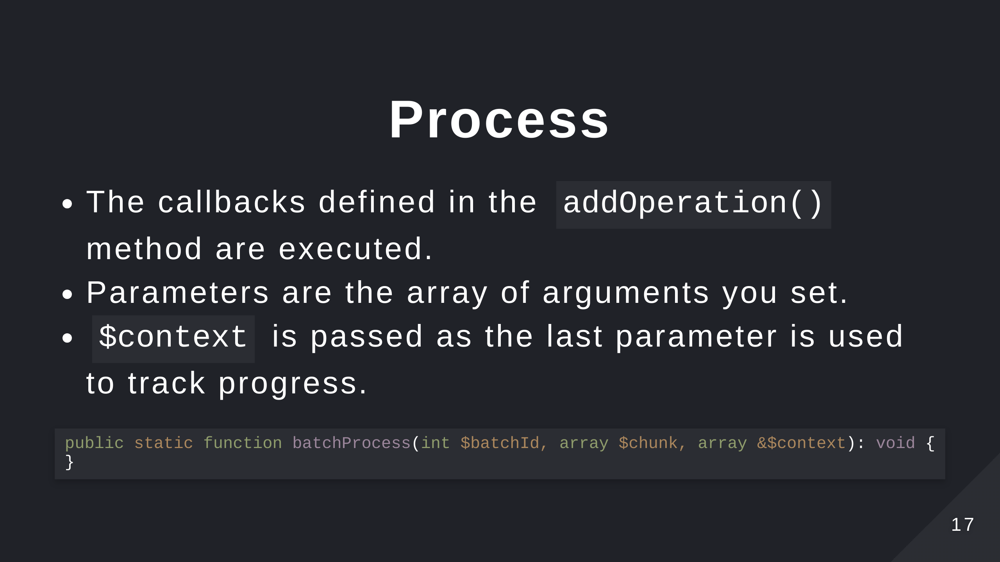 Process
• The callbacks defined in the addOperation()
method are executed.
• Parameters are the array of arguments you set.
• $context is passed as the last parameter is used
to track progress.
public static function batchProcess(int $batchId, array $chunk, array &$context): void {
}
17